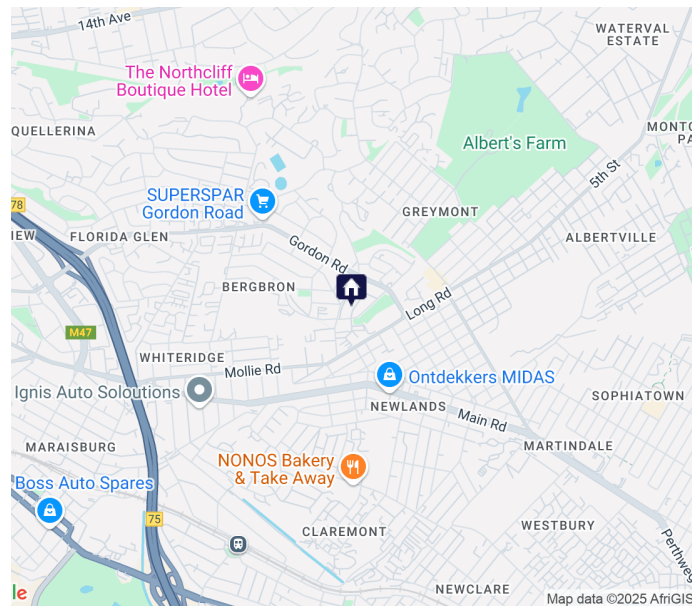 14th Ave
WATERVAL
ESTATE
The Northcliff
Boutique Hotel
QUELLERINA
MONTC
PA
Albert's Farm
5th St
SUPERSPAR
Gordon Road
78
GREYMONT
IEW
FLORIDA GLEN
Gordon Rd
ALBERTVILLE
BERGBRON
Long Rd
M47
WHITERIDGE
Mollie Rd
Ignis Auto Soloutions
Ontdekkers MIDAS
SOPHIATOWN
NEWLANDS
Main Rd
MARAISBURG
MARTINDALE
NONOS Bakery
& Take Away
Boss Auto Spares
75
CLAREMONT
WESTBURY
Perthweg
NEWCLARE
le
Map data ©2025 AfriGIS